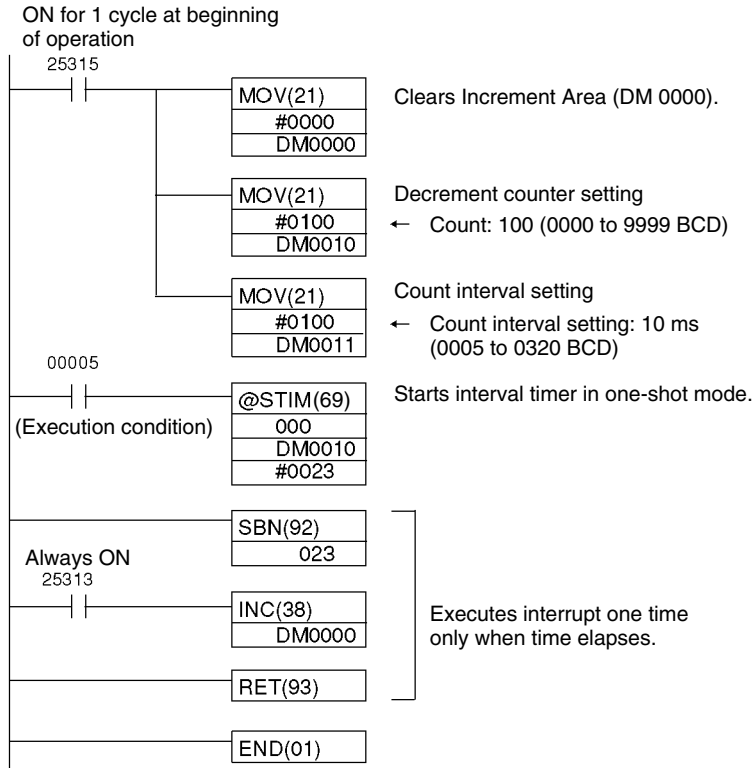 ON for 1 cycle at beginning
of operation
25315
MOV(21)
#0000
DM0000
Clears Increment Area (DM 0000).
MOV(21)
#0100
DM0010
Decrement counter setting
← Count: 100 (0000 to 9999 BCD)
MOV(21)
#0100
DM0011
Count interval setting
← Count interval setting: 10 ms
(0005 to 0320 BCD)
00005
(Execution condition)
@STIM(69)
000
DM0010
#0023
Starts interval timer in one-shot mode.
SBN(92)
023
Always ON
25313
INC(38)
DM0000
Executes interrupt one time
only when time elapses.
RET(93)
END(01)